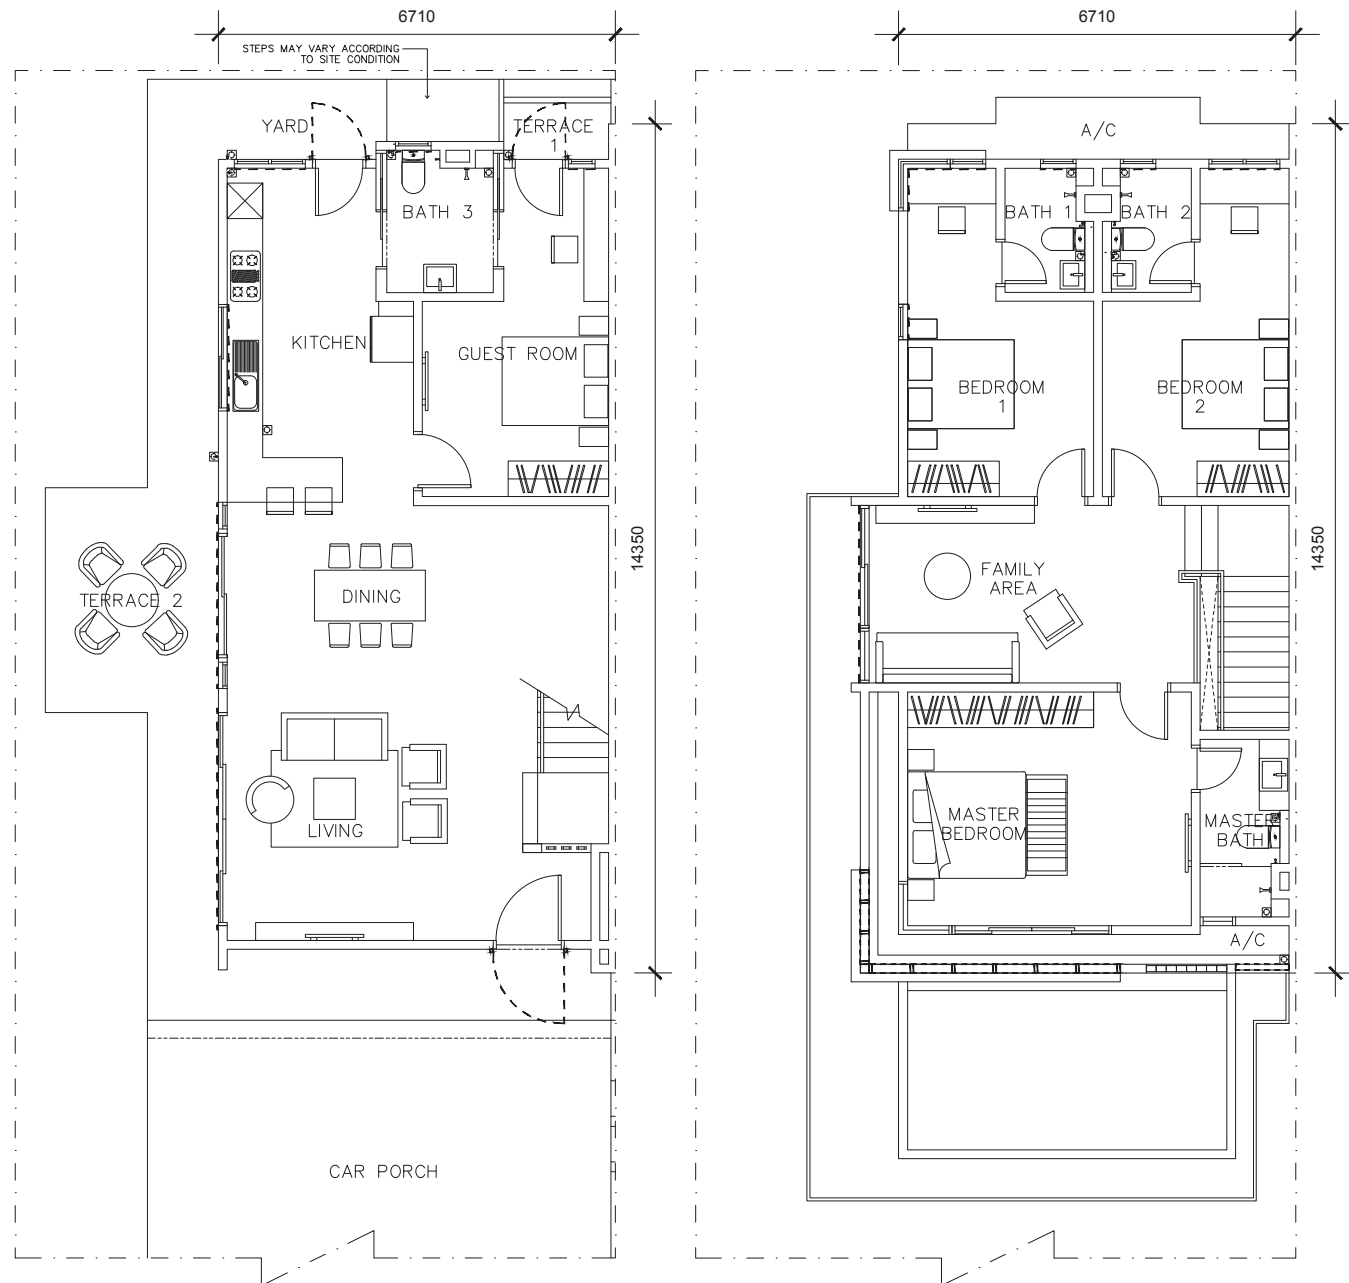 6710
STEPS MAY VARY ACCORDING
TO SITE CONDITION
YARD
TERRACE
1
BATH 3
KITCHEN
GUEST ROOM
14350
TERRACE 2
DINING
LIVING
CAR PORCH
6710
A/C
BATH 1
BATH 2
BEDROOM
1
BEDROOM
2
14350
FAMILY
AREA
MASTER
BEDROOM
MASTER
BATH
A/C